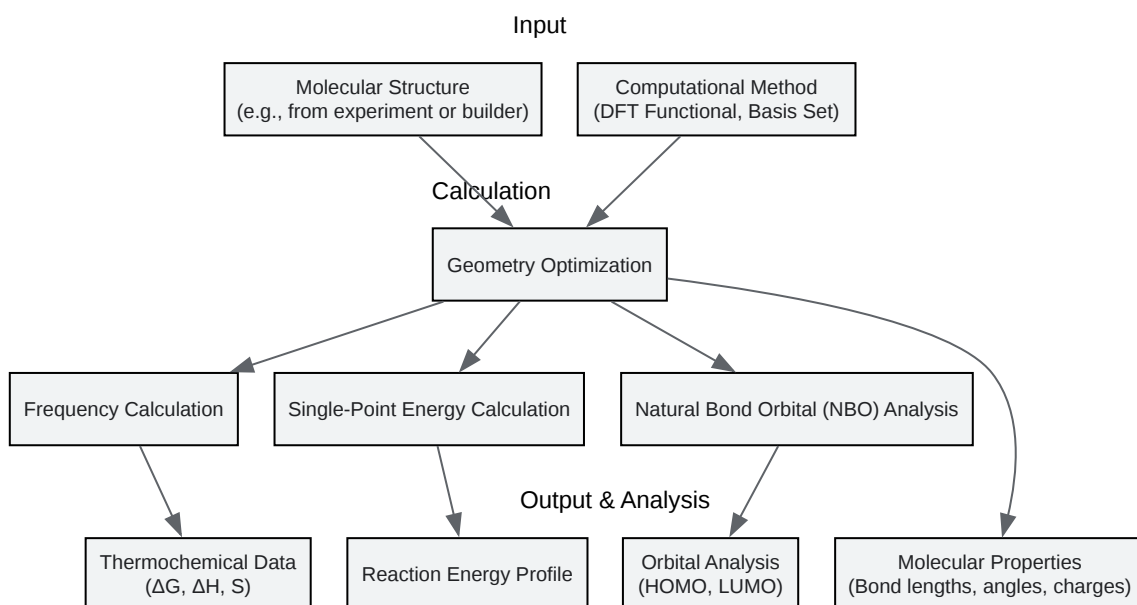 Input
Molecular Structure
(e.g., from experiment or builder)
Computational Method
(DFT Functional, Basis Set)
Calculation
Geometry Optimization
Frequency Calculation
Single-Point Energy Calculation
Natural Bond Orbital (NBO) Analysis
Output & Analysis
Thermochemical Data
(ΔG, ΔH, S)
Reaction Energy Profile
Orbital Analysis
(HOMO, LUMO)
Molecular Properties
(Bond lengths, angles, charges)